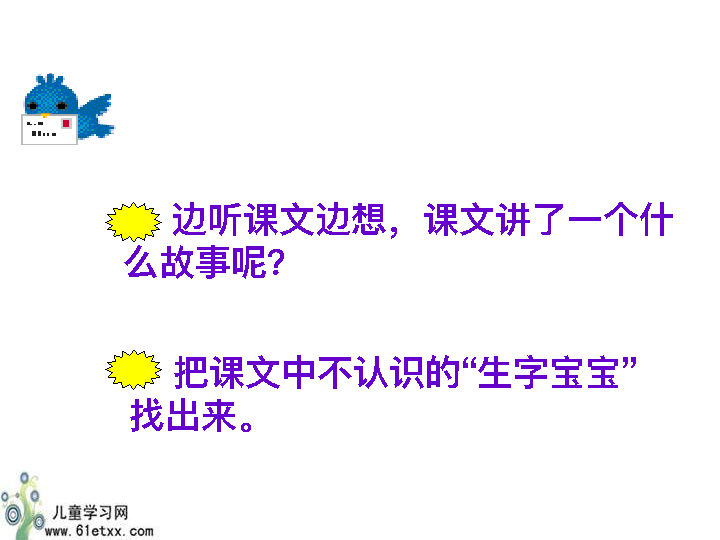 边听课文边想，课文讲了一个什
么故事呢？
把课文中不认识的“生字宝宝”
找出来。
儿童学习网
www.61etxx.com